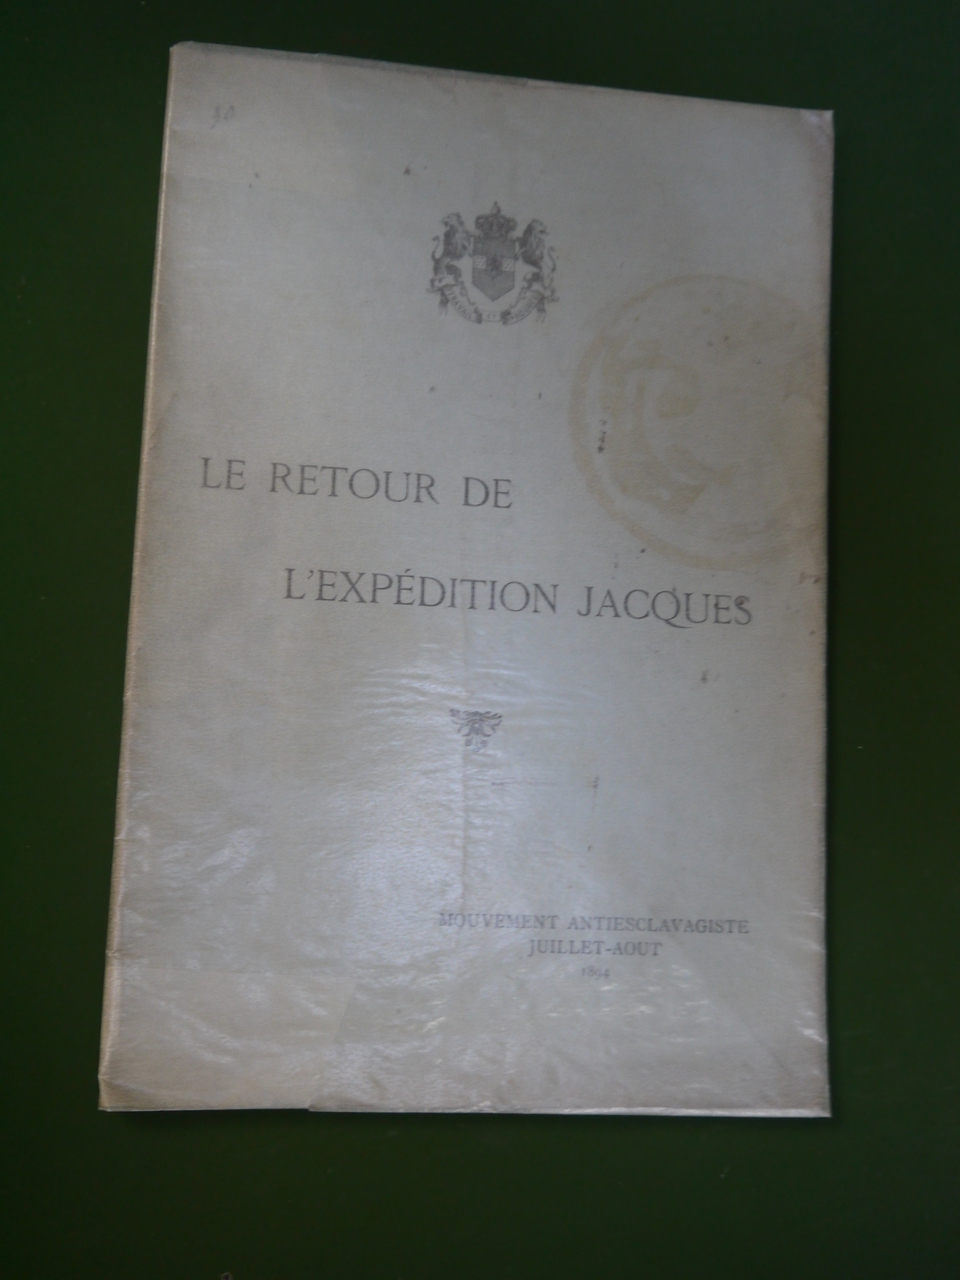 30
LE RETOUR DE
L'EXPÉDITION JACQUES
MOUVEMENT ANTIESCLAVAGISTE
JUILLET-AOUT
1894